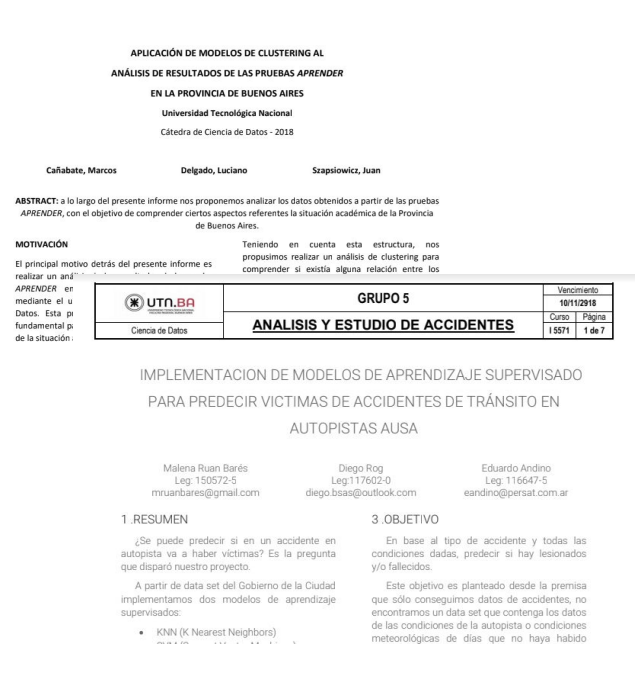 APLICACIÓN DE MODELOS DE CLUSTERING AL
ANÁLISIS DE RESULTADOS DE LAS PRUEBAS APRENDER
EN LA PROVINCIA DE BUENOS AIRES
Universidad Tecnológica Nacional
Cátedra de Ciencia de Datos - 2018
Cañabate, Marcos
Delgado, Luciano
Szapsiowicz, Juan
ABSTRACT: a lo largo del presente informe nos proponemos analizar los datos obtenidos a partir de las pruebas
APRENDER, con el objetivo de comprender ciertos aspectos referentes la situación académica de la Provincia
de Buenos Aires.
MOTIVACIÓN
El principal motivo detrás del presente informe es
realizar un
APRENDER en
mediante el u
Datos. Esta
fundamental
de la situación
Teniendo en cuenta esta estructura, nos
propusimos realizar un análisis de clustering para
comprender si existía alguna relación entre los
UTN.BA
Ciencia de Datos
GRUPO 5
ANALISIS Y ESTUDIO DE ACCIDENTES
Vencimiento
10/11/2918
Curso Página
I 5571 1 de 7
IMPLEMENTACION DE MODELOS DE APRENDIZAJE SUPERVISADO
PARA PREDECIR VICTIMAS DE ACCIDENTES DE TRÁNSITO EN
AUTOPISTAS AUSA
Malena Ruan Barés
Leg: 150572-5
mruanbares@gmail.com
Diego Rog
Leg:117602-0
diego.bsas@outlook.com
Eduardo Andino
Leg: 116647-5
eandino@persat.com.ar
1 .RESUMEN
¿Se puede predecir si en un accidente en
autopista va a haber víctimas? Es la pregunta
que disparó nuestro proyecto.
A partir de data set del Gobierno de la Ciudad
implementamos dos modelos de aprendizaje
supervisados:
• KNN (K Nearest Neighbors)
3 .OBJETIVO
En base al tipo de accidente y todas las
condiciones dadas, predecir si hay lesionados
y/o fallecidos.
Este objetivo es planteado desde la premisa
que sólo conseguimos datos de accidentes, no
encontramos un data set que contenga los datos
de las condiciones de la autopista o condiciones
meteorológicas de días que no haya habido